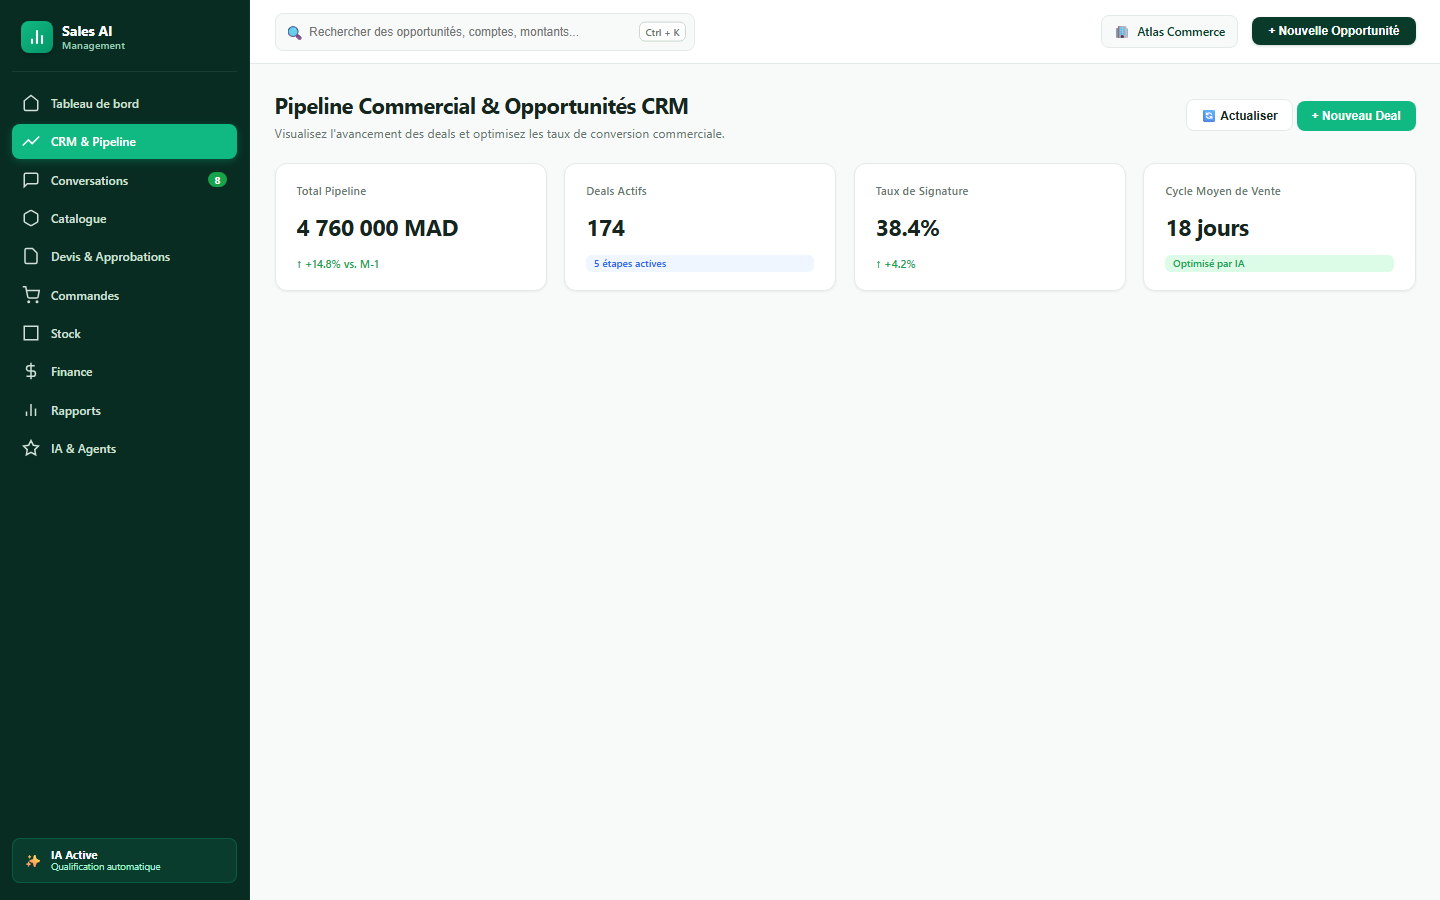 Sales AI
Management
Tableau de bord
CRM & Pipeline
Conversations 8
Catalogue
Devis & Approbations
Commandes
Stock
Finance
Rapports
IA & Agents
IA Active
Qualification automatique
Rechercher des opportunités, comptes, montants... Ctrl + K
Atlas Commerce
+ Nouvelle Opportunité
Pipeline Commercial & Opportunités CRM
Visualisez l'avancement des deals et optimisez les taux de conversion commerciale.
Actualiser
+ Nouveau Deal
Total Pipeline
4 760 000 MAD
↑ +14.8% vs. M-1
Deals Actifs
174
5 étapes actives
Taux de Signature
38.4%
↑ +4.2%
Cycle Moyen de Vente
18 jours
Optimisé par IA